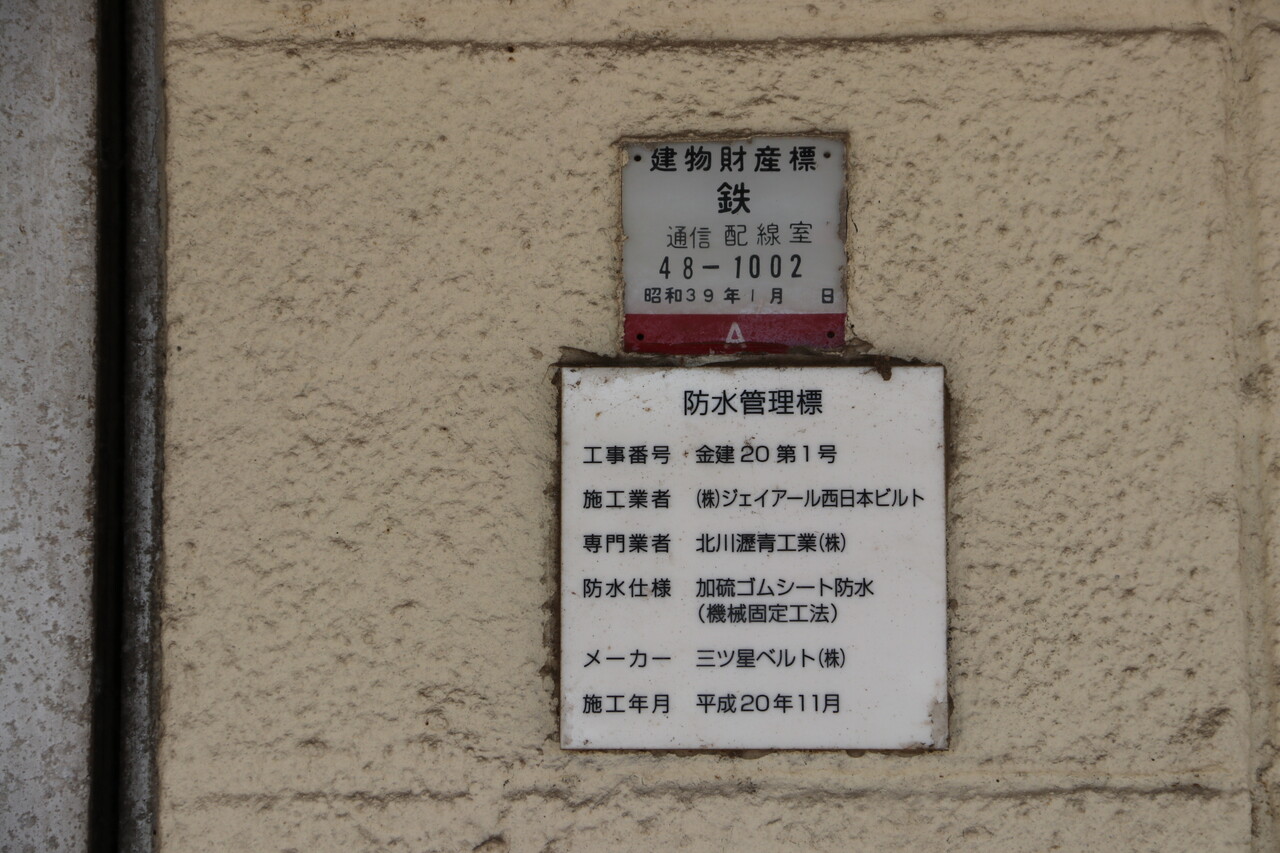 建物財産標
鉄
通信配線室
48-1002
昭和39年1月 日
A
防水管理標
工事番号 金建20第1号
施工業者 (株)ジェイアール西日本ビルト
専門業者 北川瀝青工業(株)
防水仕様 加硫ゴムシート防水
(機械固定工法)
メーカー 三ツ星ベルト(株)
施工年月 平成20年11月